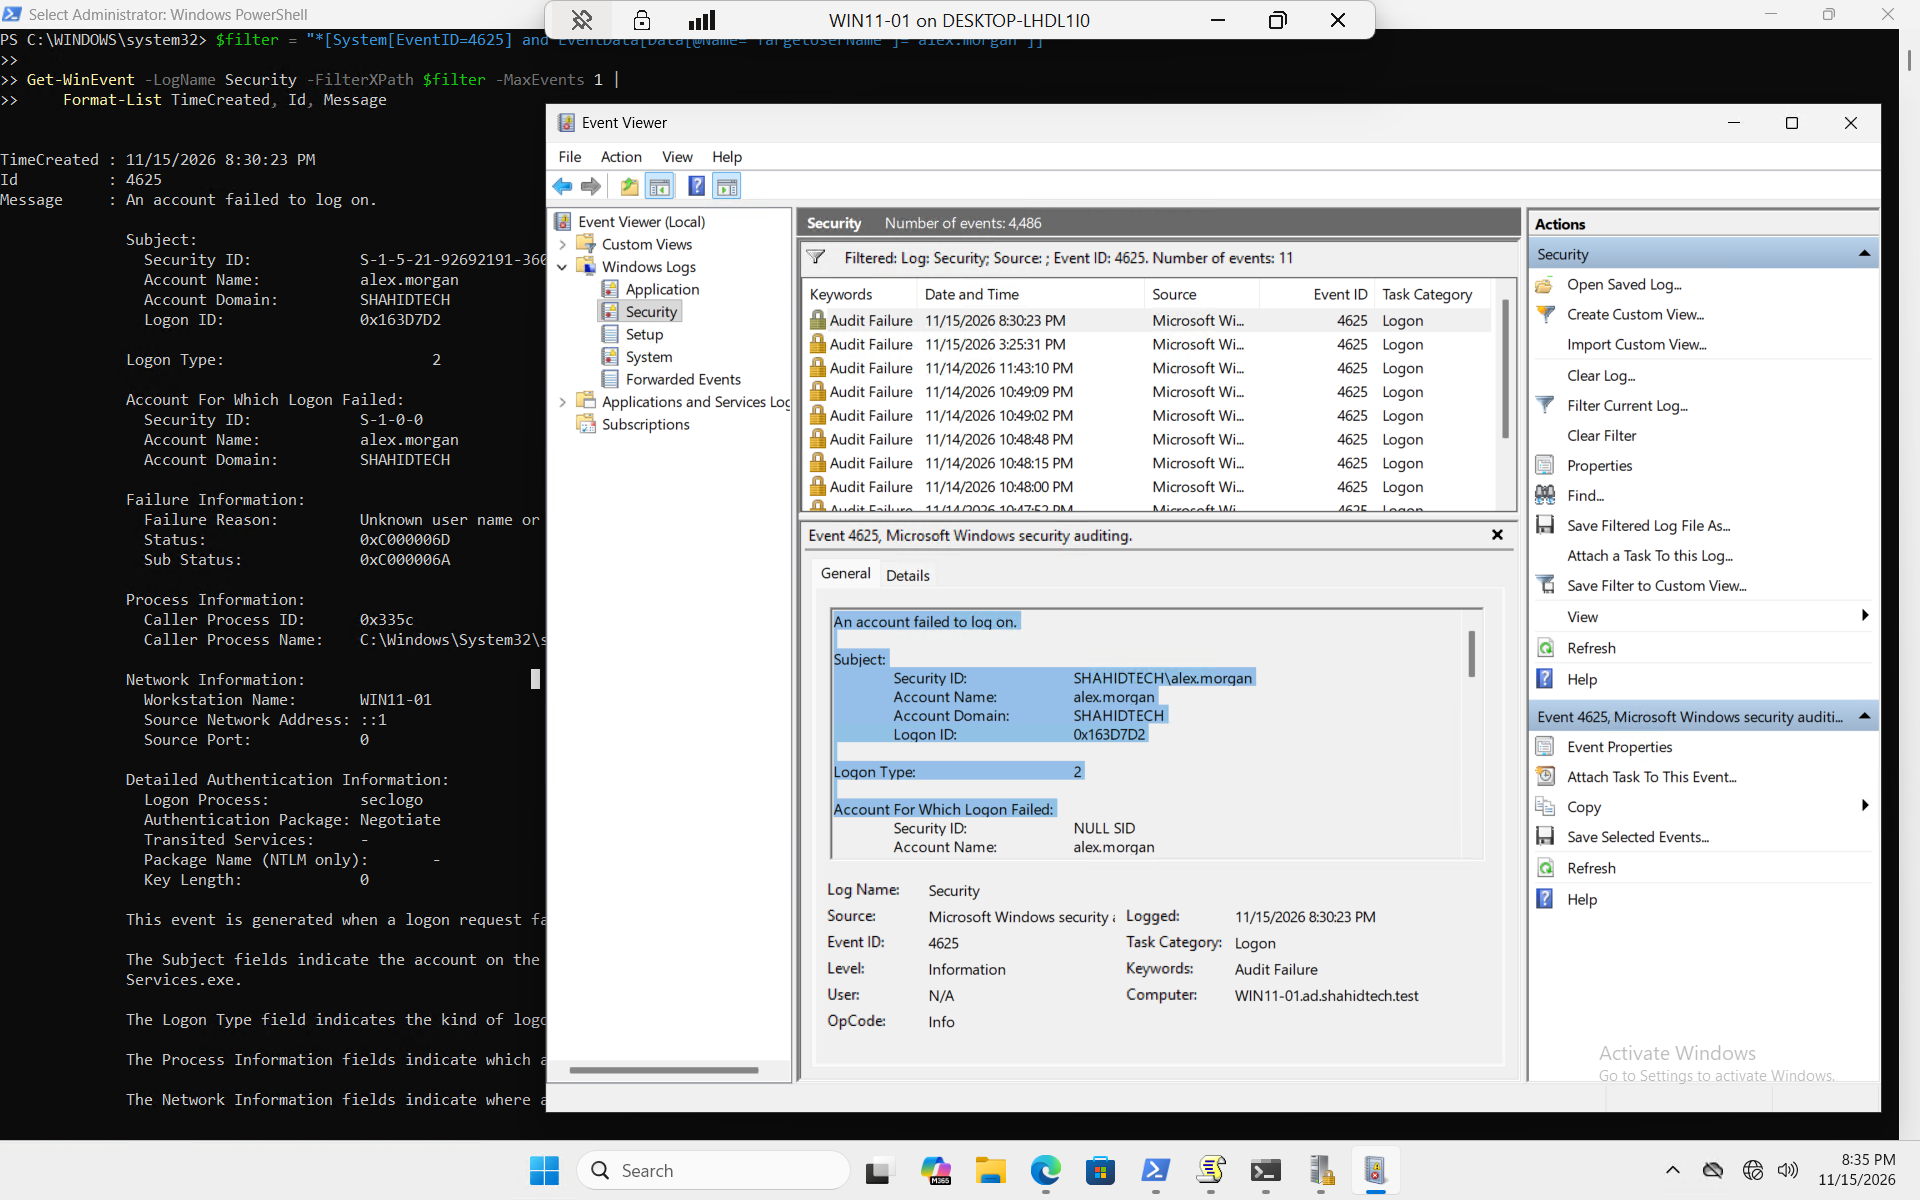 Select Administrator: Windows PowerShell
WIN11-01 on DESKTOP-LHDL1I0
PS C:\WINDOWS\system32> $filter = "*[System[EventID=4625] and EventData[Data[@Name='TargetUserName']='alex.morgan']]
>>
>> Get-WinEvent -LogName Security -FilterXPath $filter -MaxEvents 1 |
>>     Format-List TimeCreated, Id, Message
TimeCreated : 11/15/2026 8:30:23 PM
Id          : 4625
Message     : An account failed to log on.
Subject:
Security ID: S-1-5-21-92692191-360
Account Name: alex.morgan
Account Domain: SHAHIDTECH
Logon ID: 0x163D7D2
Logon Type: 2
Account For Which Logon Failed:
Security ID: S-1-0-0
Account Name: alex.morgan
Account Domain: SHAHIDTECH
Failure Information:
Failure Reason: Unknown user name or
Status: 0xC000006D
Sub Status: 0xC000006A
Process Information:
Caller Process ID: 0x335c
Caller Process Name: C:\Windows\System32\s
Network Information:
Workstation Name: WIN11-01
Source Network Address: ::1
Source Port: 0
Detailed Authentication Information:
Logon Process: seclogo
Authentication Package: Negotiate
Transited Services: -
Package Name (NTLM only): -
Key Length: 0
This event is generated when a logon request fa
The Subject fields indicate the account on the
Services.exe.
The Logon Type field indicates the kind of logo
The Process Information fields indicate which a
The Network Information fields indicate where a
Event Viewer
File Action View Help
Event Viewer (Local)
Custom Views
Windows Logs
Application
Security
Setup
System
Forwarded Events
Applications and Services Log
Subscriptions
Security Number of events: 4,486
Filtered: Log: Security; Source: ; Event ID: 4625. Number of events: 11
Keywords Date and Time Source Event ID Task Category
Audit Failure 11/15/2026 8:30:23 PM Microsoft Wi... 4625 Logon
Audit Failure 11/15/2026 3:25:31 PM Microsoft Wi... 4625 Logon
Audit Failure 11/14/2026 11:43:10 PM Microsoft Wi... 4625 Logon
Audit Failure 11/14/2026 10:49:09 PM Microsoft Wi... 4625 Logon
Audit Failure 11/14/2026 10:49:02 PM Microsoft Wi... 4625 Logon
Audit Failure 11/14/2026 10:48:48 PM Microsoft Wi... 4625 Logon
Audit Failure 11/14/2026 10:48:15 PM Microsoft Wi... 4625 Logon
Audit Failure 11/14/2026 10:48:00 PM Microsoft Wi... 4625 Logon
Audit Failure 11/14/2026 10:47:52 PM Microsoft Wi... 4625 Logon
Event 4625, Microsoft Windows security auditing.
General Details
An account failed to log on.
Subject:
Security ID: SHAHIDTECH\alex.morgan
Account Name: alex.morgan
Account Domain: SHAHIDTECH
Logon ID: 0x163D7D2
Logon Type: 2
Account For Which Logon Failed:
Security ID: NULL SID
Account Name: alex.morgan
Log Name: Security
Source: Microsoft Windows security Logged: 11/15/2026 8:30:23 PM
Event ID: 4625 Task Category: Logon
Level: Information Keywords: Audit Failure
User: N/A Computer: WIN11-01.ad.shahidtech.test
OpCode: Info
Actions
Security
Open Saved Log...
Create Custom View...
Import Custom View...
Clear Log...
Filter Current Log...
Clear Filter
Properties
Find...
Save Filtered Log File As...
Attach a Task To this Log...
Save Filter to Custom View...
View
Refresh
Help
Event 4625, Microsoft Windows security auditi...
Event Properties
Attach Task To This Event...
Copy
Save Selected Events...
Refresh
Help
Activate Windows
Go to Settings to activate Windows.
Search
M365
8:35 PM
11/15/2026